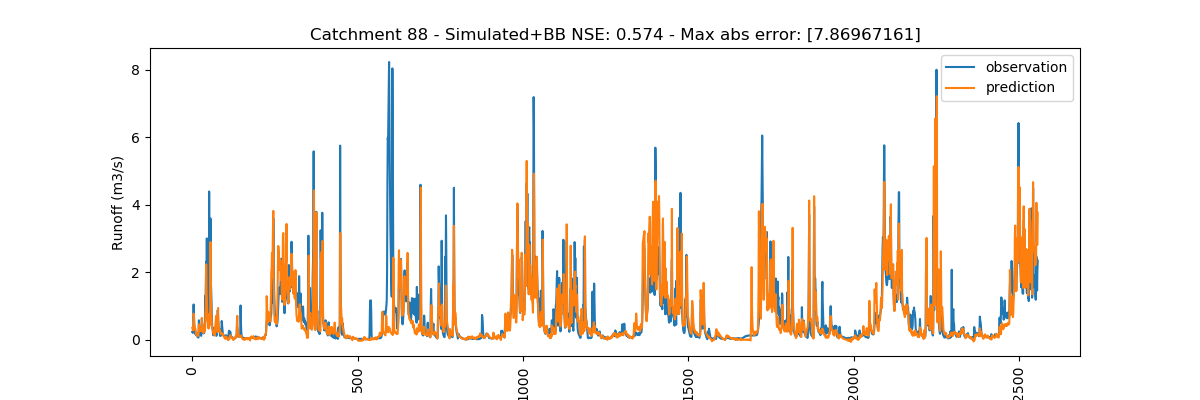 Catchment 88 - Simulated+BB NSE: 0.574 - Max abs error: [7.86967161]
observation
prediction
Runoff (m3/s)
8
6
4
2
0
0
500
1000
1500
2000
2500